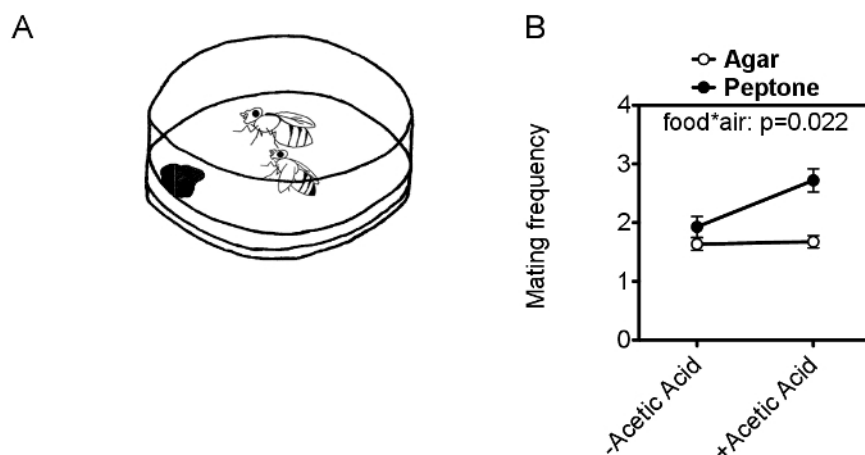 A
B
Agar
Peptone
food*air: p=0.022
4
3
2
1
0
Mating frequency
-Acetic Acid
+Acetic Acid